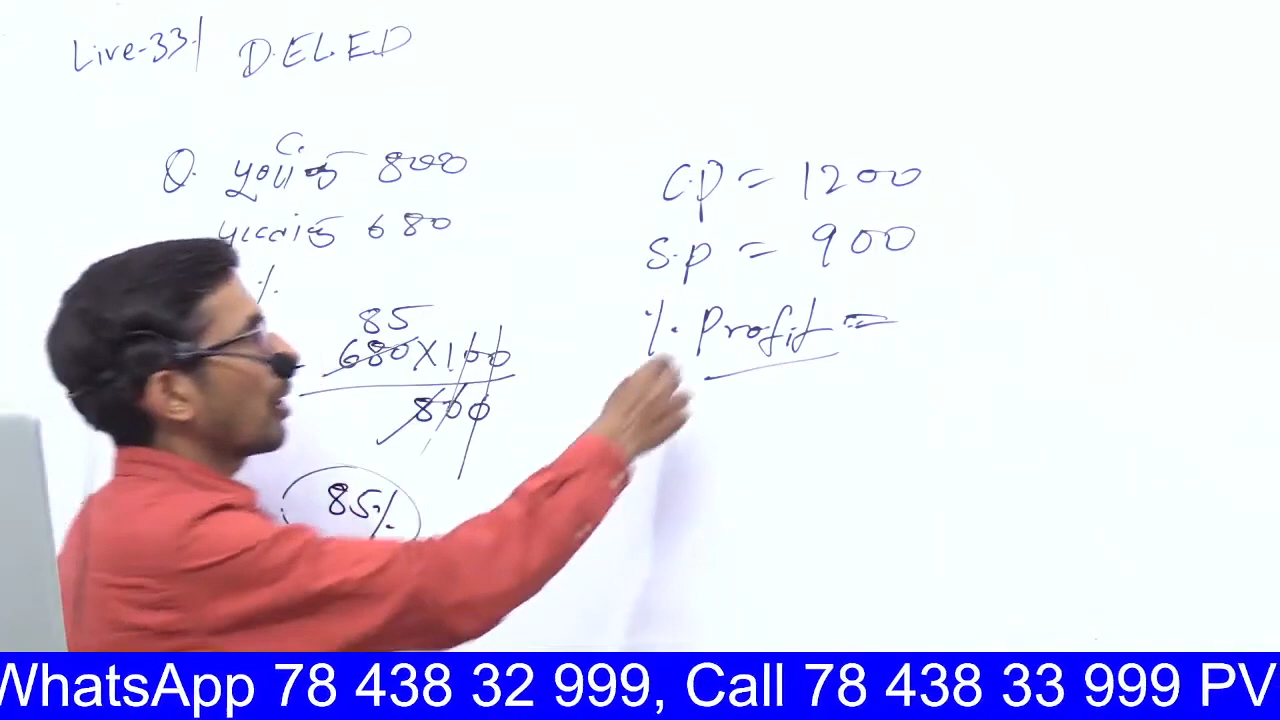 Live-33 | D.EL.E.D
Q. पूर्णांक 800
प्राप्तांक 680
%
85
680 X 100
800
85%
C.P = 1200
S.P = 900
% Profit =
WhatsApp 78 438 32 999, Call 78 438 33 999 PV